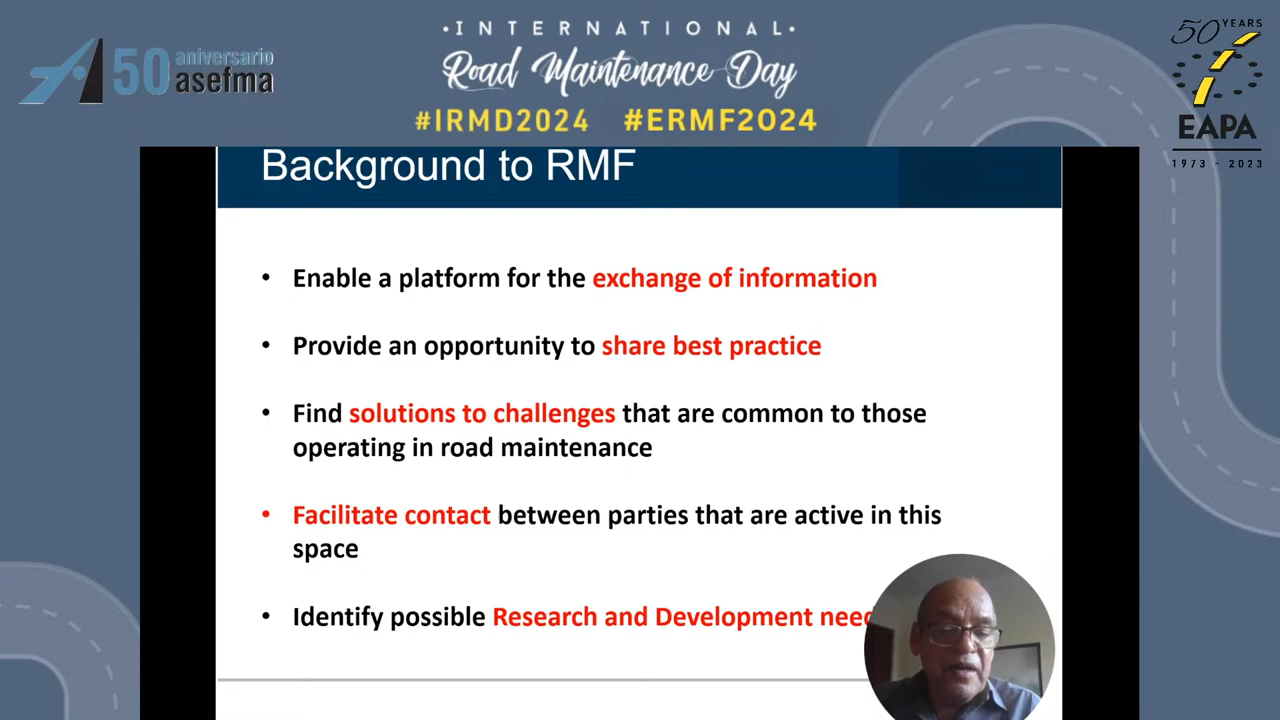 ·INTERNATIONAL·
Road Maintenance Day
#IRMD2024 #ERMF2024
50 aniversario
asefma
50 YEARS
EAPA
1973 - 2023
Background to RMF
• Enable a platform for the exchange of information
• Provide an opportunity to share best practice
• Find solutions to challenges that are common to those
operating in road maintenance
• Facilitate contact between parties that are active in this
space
• Identify possible Research and Development